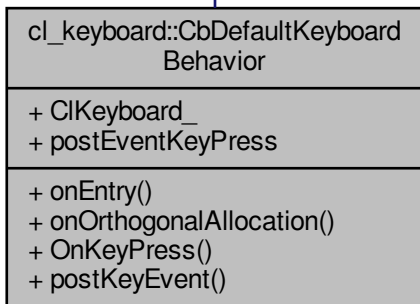 cl_keyboard::CbDefaultKeyboard
Behavior
+ ClKeyboard_
+ postEventKeyPress
+ onEntry()
+ onOrthogonalAllocation()
+ OnKeyPress()
+ postKeyEvent()